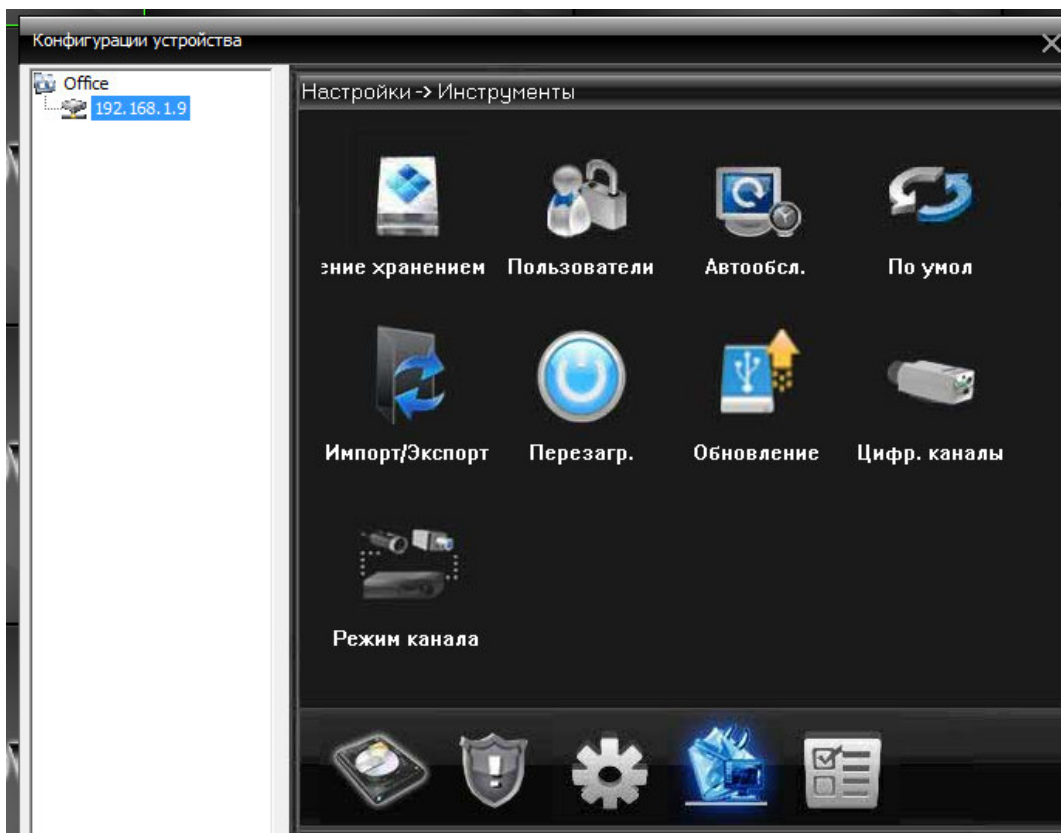 Конфигурации устройства
Office
192.168.1.9
Настройки -> Инструменты
ение хранением Пользователи Автообсл. По умол
Импорт/Экспорт Перезагр. Обновление Цифр. каналы
Режим канала